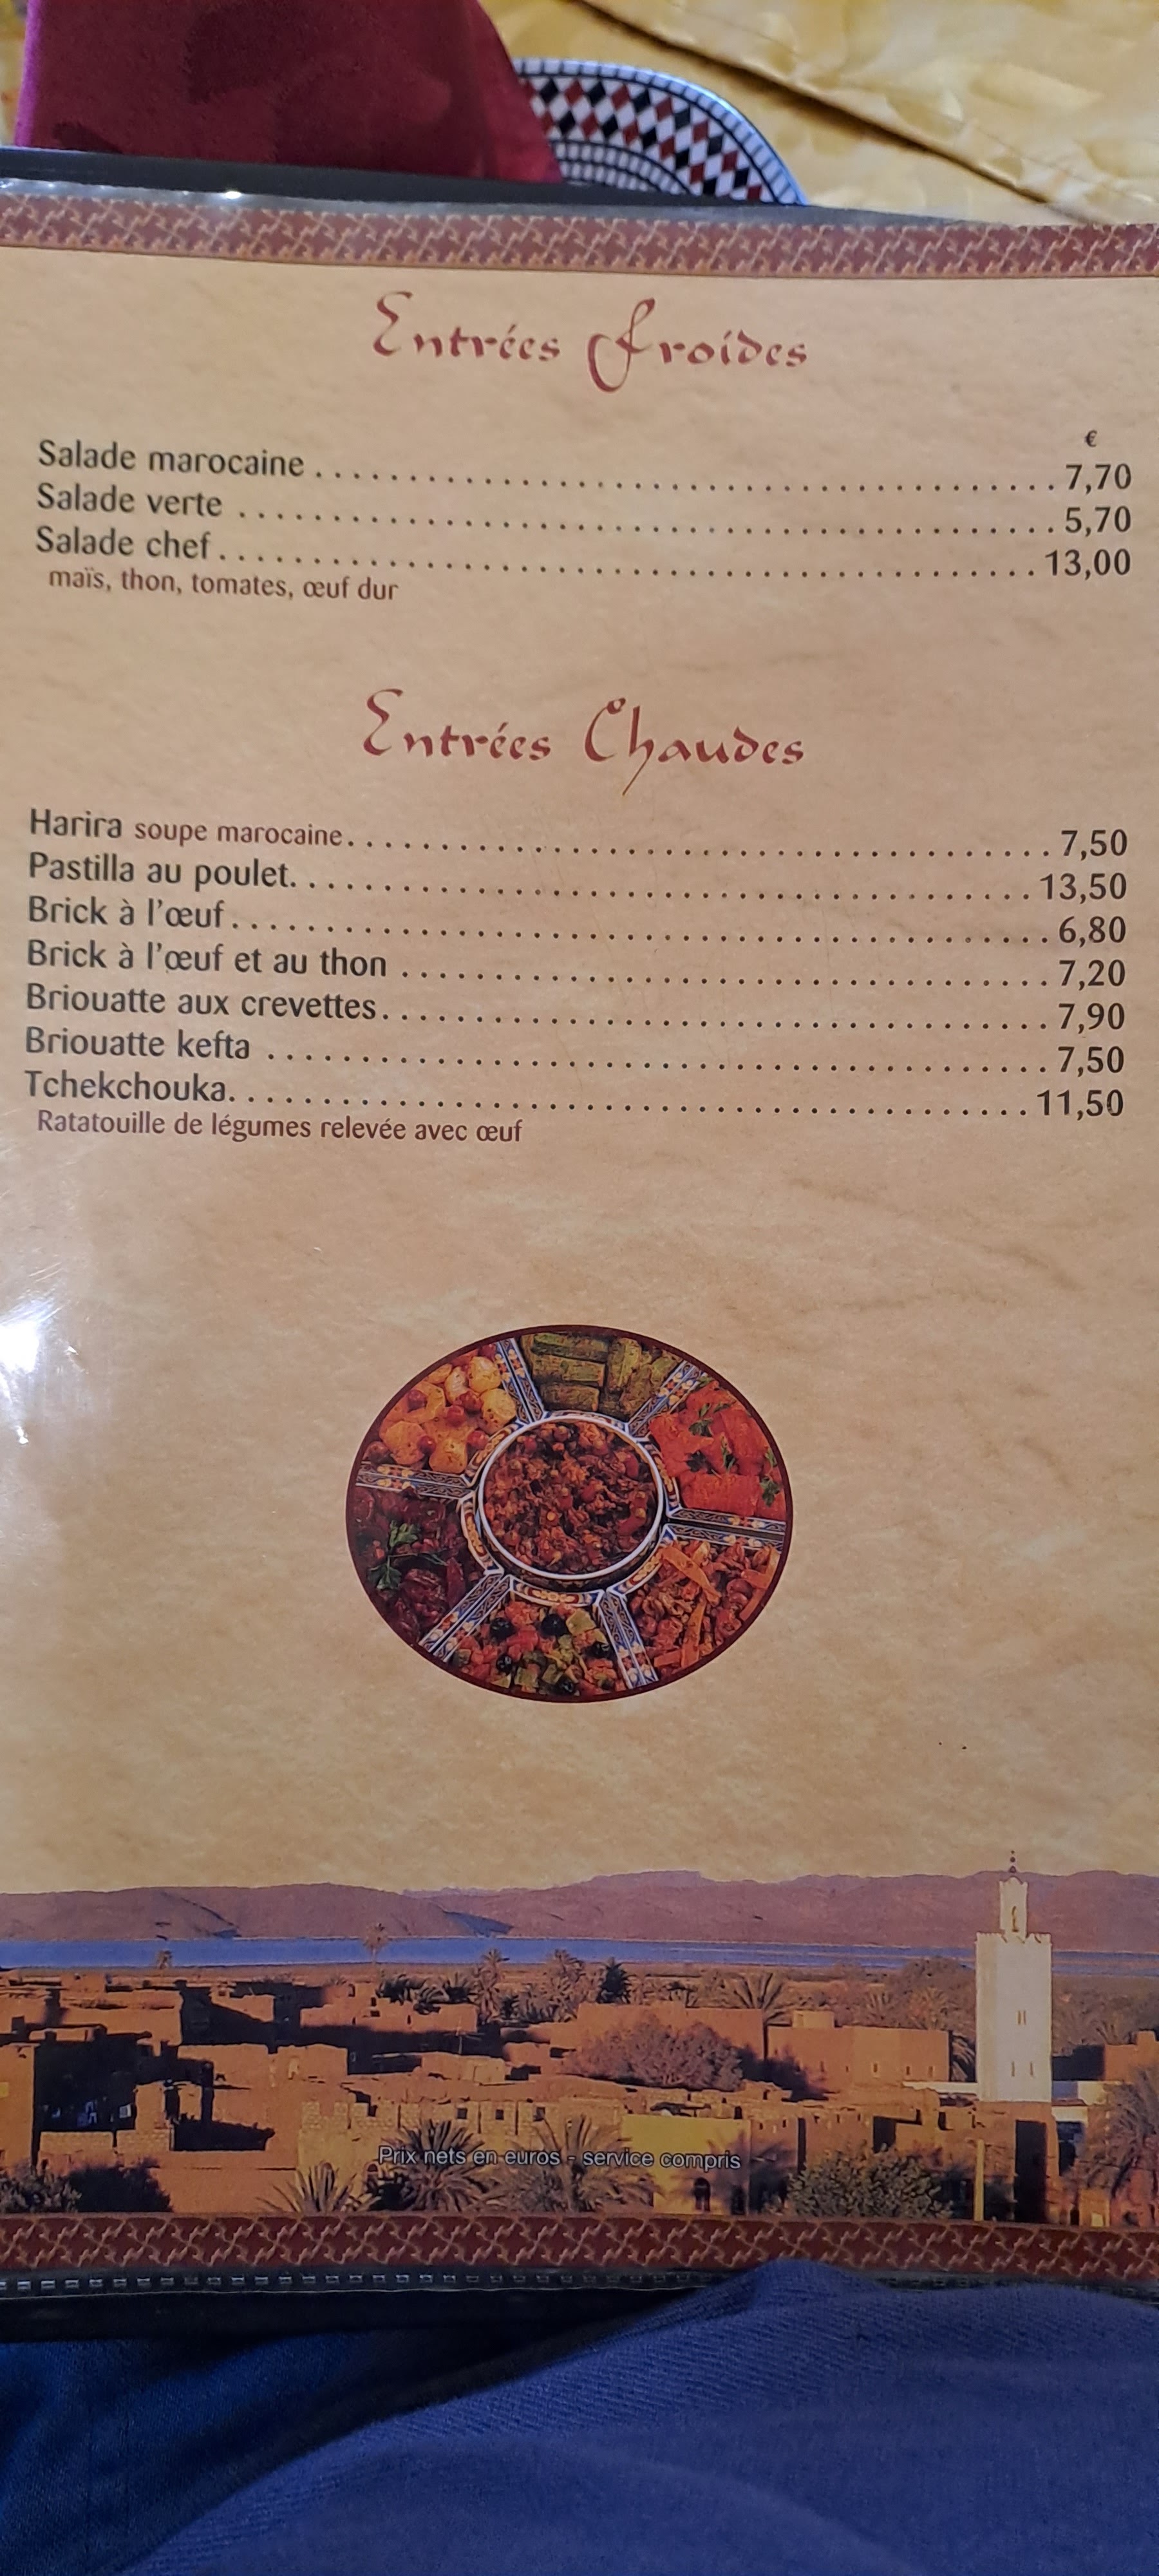 Entrées froides
€
Salade marocaine . . . . . . . . . . . . . . . . . . . . . . . . . . . . . . . . . . . . . . . 7,70
Salade verte . . . . . . . . . . . . . . . . . . . . . . . . . . . . . . . . . . . . . . . . . . . 5,70
Salade chef . . . . . . . . . . . . . . . . . . . . . . . . . . . . . . . . . . . . . . . . . . . 13,00
maïs, thon, tomates, œuf dur
Entrées Chaudes
Harira soupe marocaine. . . . . . . . . . . . . . . . . . . . . . . . . . . . . . . . . . . . . 7,50
Pastilla au poulet. . . . . . . . . . . . . . . . . . . . . . . . . . . . . . . . . . . . . . . 13,50
Brick à l’œuf . . . . . . . . . . . . . . . . . . . . . . . . . . . . . . . . . . . . . . . . . . . 6,80
Brick à l’œuf et au thon . . . . . . . . . . . . . . . . . . . . . . . . . . . . . . . . . . 7,20
Briouatte aux crevettes. . . . . . . . . . . . . . . . . . . . . . . . . . . . . . . . . . . . 7,90
Briouatte kefta . . . . . . . . . . . . . . . . . . . . . . . . . . . . . . . . . . . . . . . . . 7,50
Tchekchouka. . . . . . . . . . . . . . . . . . . . . . . . . . . . . . . . . . . . . . . . . . 11,50
Ratatouille de légumes relevée avec œuf
Prix nets en euros - service compris